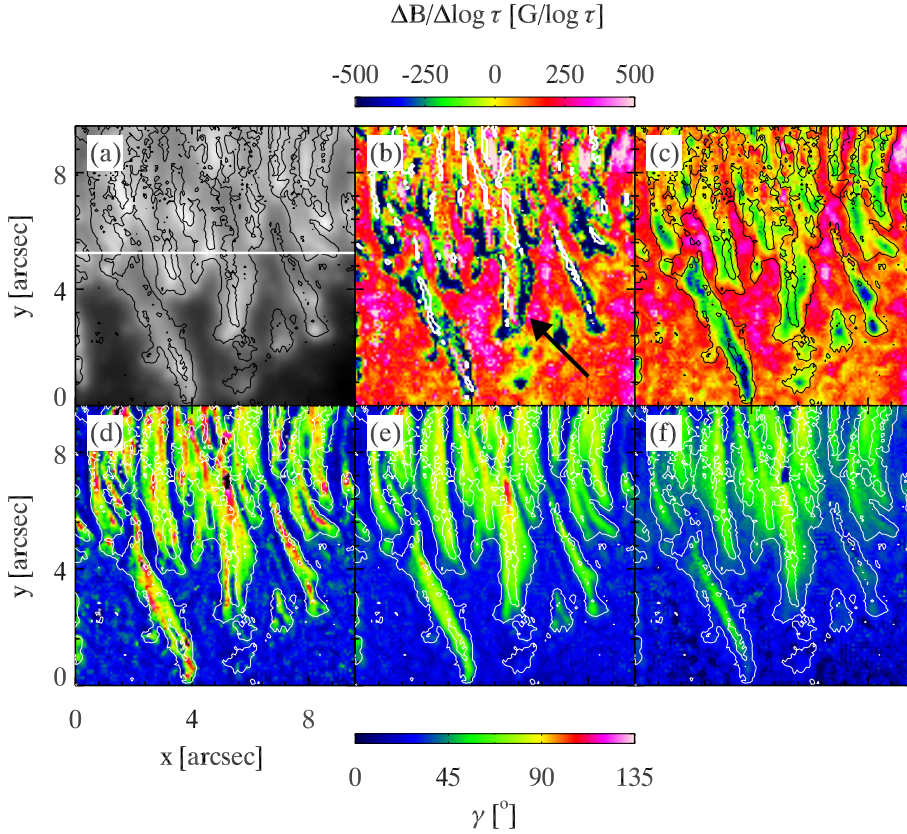 ΔB/Δlog τ [G/log τ]
-500 -250 0 250 500
(a) (b) (c)
8
4
0
y [arcsec]
(d) (e) (f)
8
4
0
y [arcsec]
0 4 8
x [arcsec]
0 45 90 135
γ [°]